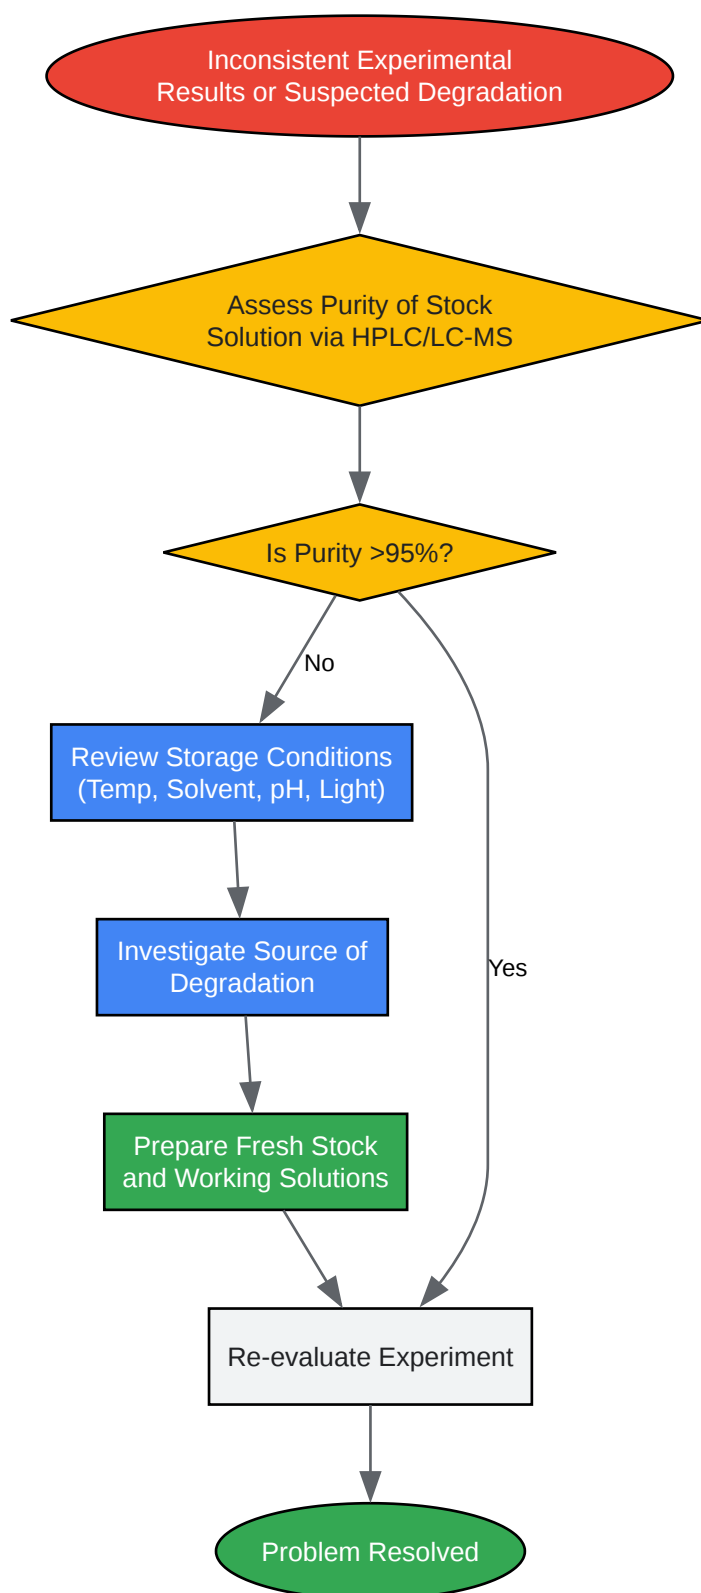 Inconsistent Experimental
Results or Suspected Degradation
Assess Purity of Stock
Solution via HPLC/LC-MS
Is Purity >95%?
No
Review Storage Conditions
(Temp, Solvent, pH, Light)
Investigate Source of
Degradation
Yes
Prepare Fresh Stock
and Working Solutions
Re-evaluate Experiment
Problem Resolved